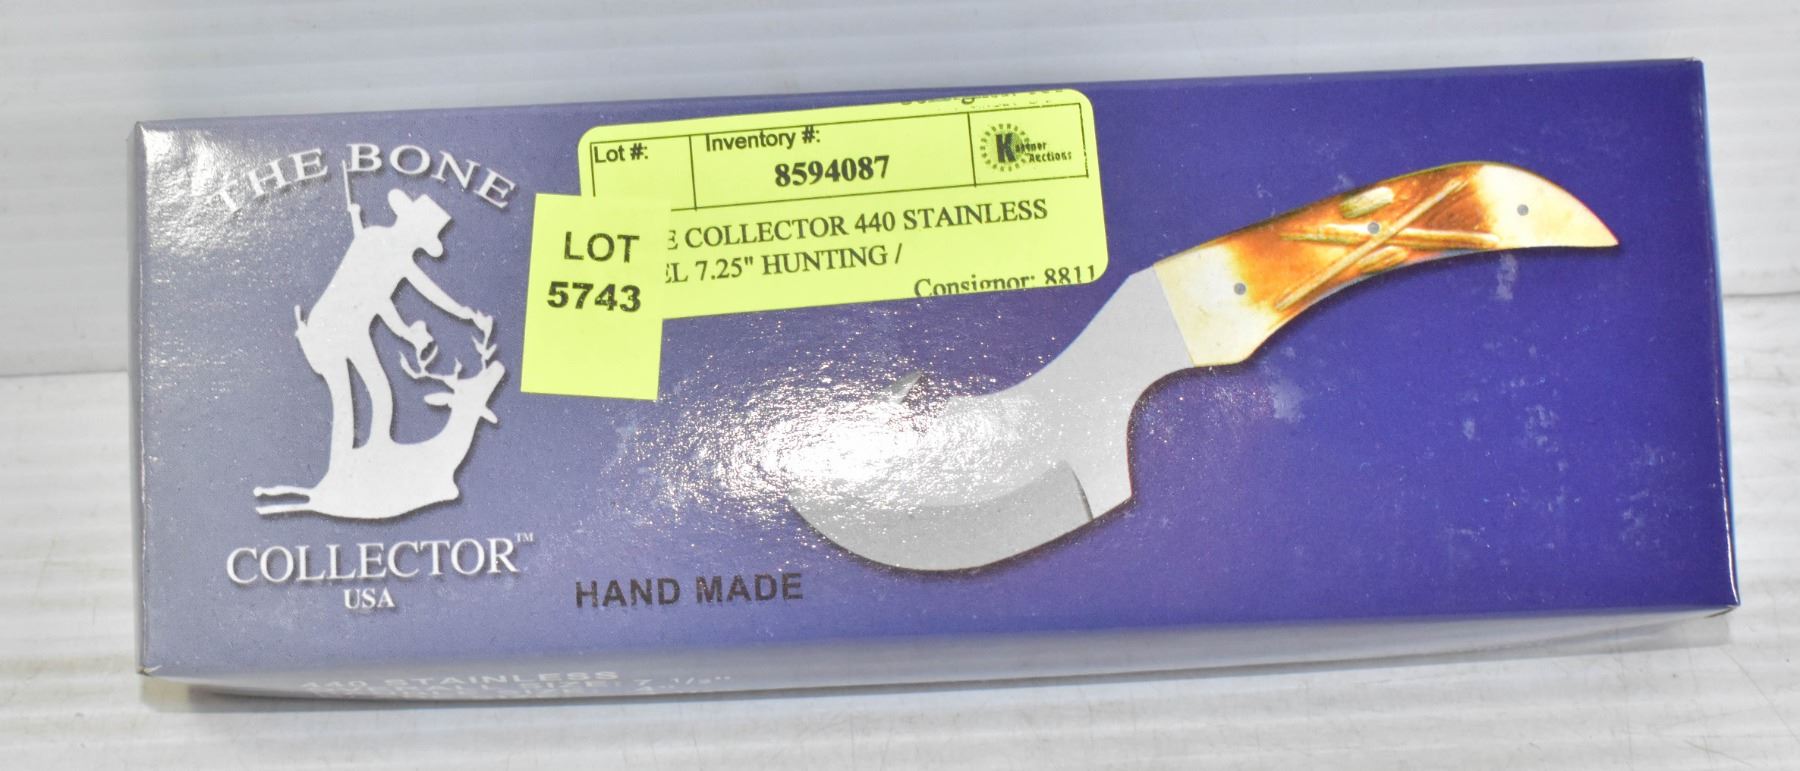 THE BONE
COLLECTOR™
USA
HAND MADE
Lot #:
Inventory #:
8594087
Auctions
E COLLECTOR 440 STAINLESS
EL 7.25" HUNTING /
Consignor: 8811
LOT
5743
440 STAINLESS